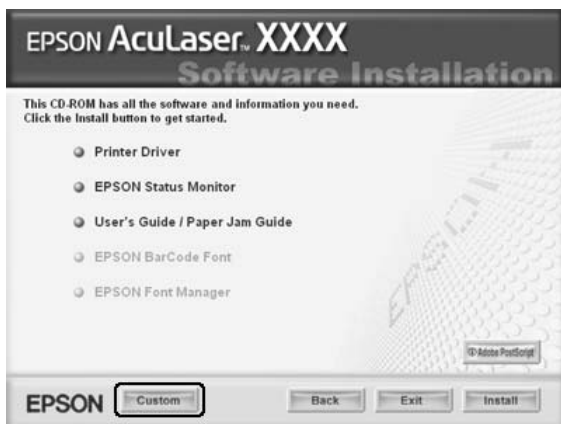 EPSON AcuLaser™ XXXX
Software Installation
This CD-ROM has all the software and information you need.
Click the Install button to get started.
Printer Driver
EPSON Status Monitor
User's Guide / Paper Jam Guide
EPSON BarCode Font
EPSON Font Manager
EPSON
Adobe PostScript
EPSON Custom Back Exit Install